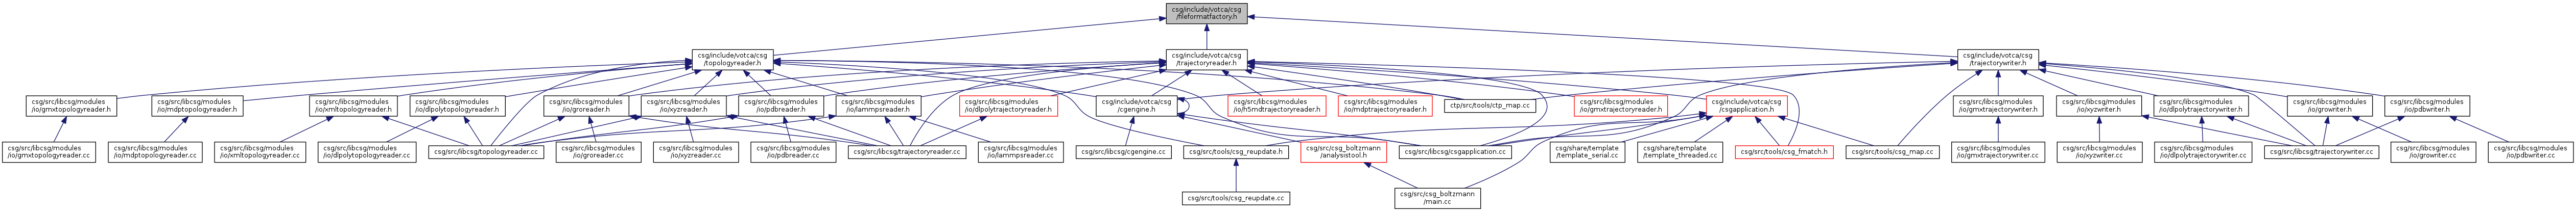 csg/include/votca/csg
/fileformatfactory.h
csg/include/votca/csg
/topologyreader.h
csg/include/votca/csg
/trajectoryreader.h
csg/include/votca/csg
/trajectorywriter.h
csg/src/libcsg/modules
/io/gmxtopologyreader.h
csg/src/libcsg/modules
/io/mdptopologyreader.h
csg/src/libcsg/modules
/io/xmltopologyreader.h
csg/src/libcsg/modules
/io/dlpolytopologyreader.h
csg/src/libcsg/modules
/io/groreader.h
csg/src/libcsg/modules
/io/xyzreader.h
csg/src/libcsg/modules
/io/pdbreader.h
csg/src/libcsg/modules
/io/lammpsreader.h
csg/src/libcsg/modules
/io/dlpolytrajectoryreader.h
csg/include/votca/csg
/cgengine.h
csg/src/libcsg/modules
/io/h5mdtrajectoryreader.h
csg/src/libcsg/modules
/io/mdptrajectoryreader.h
ctp/src/tools/ctp_map.cc
csg/src/libcsg/modules
/io/gmxtrajectoryreader.h
csg/include/votca/csg
/csgapplication.h
csg/src/libcsg/modules
/io/gmxtrajectorywriter.h
csg/src/libcsg/modules
/io/xyzwriter.h
csg/src/libcsg/modules
/io/dlpolytrajectorywriter.h
csg/src/libcsg/modules
/io/growriter.h
csg/src/libcsg/modules
/io/pdbwriter.h
csg/src/libcsg/modules
/io/gmxtopologyreader.cc
csg/src/libcsg/modules
/io/mdptopologyreader.cc
csg/src/libcsg/modules
/io/xmltopologyreader.cc
csg/src/libcsg/modules
/io/dlpolytopologyreader.cc
csg/src/libcsg/topologyreader.cc
csg/src/libcsg/modules
/io/groreader.cc
csg/src/libcsg/modules
/io/xyzreader.cc
csg/src/libcsg/modules
/io/pdbreader.cc
csg/src/libcsg/trajectoryreader.cc
csg/src/libcsg/modules
/io/lammpsreader.cc
csg/src/libcsg/cgengine.cc
csg/src/tools/csg_reupdate.h
csg/src/csg_boltzmann
/analysistool.h
csg/src/libcsg/csgapplication.cc
csg/share/template
/template_serial.cc
csg/share/template
/template_threaded.cc
csg/src/tools/csg_fmatch.h
csg/src/tools/csg_map.cc
csg/src/libcsg/modules
/io/gmxtrajectorywriter.cc
csg/src/libcsg/modules
/io/xyzwriter.cc
csg/src/libcsg/modules
/io/dlpolytrajectorywriter.cc
csg/src/libcsg/trajectorywriter.cc
csg/src/libcsg/modules
/io/growriter.cc
csg/src/libcsg/modules
/io/pdbwriter.cc
csg/src/tools/csg_reupdate.cc
csg/src/csg_boltzmann
/main.cc